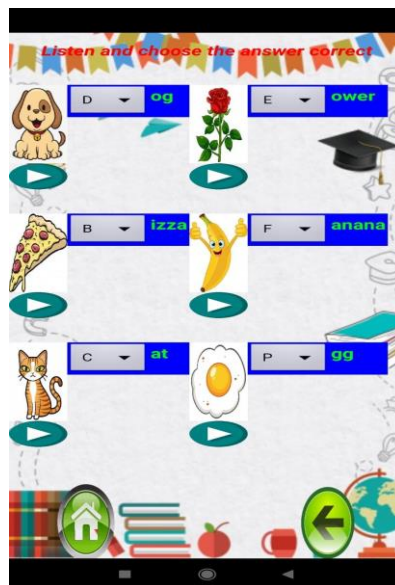 Listen and choose the answer correct
D og
E ower
B izza
F anana
C at
P gg